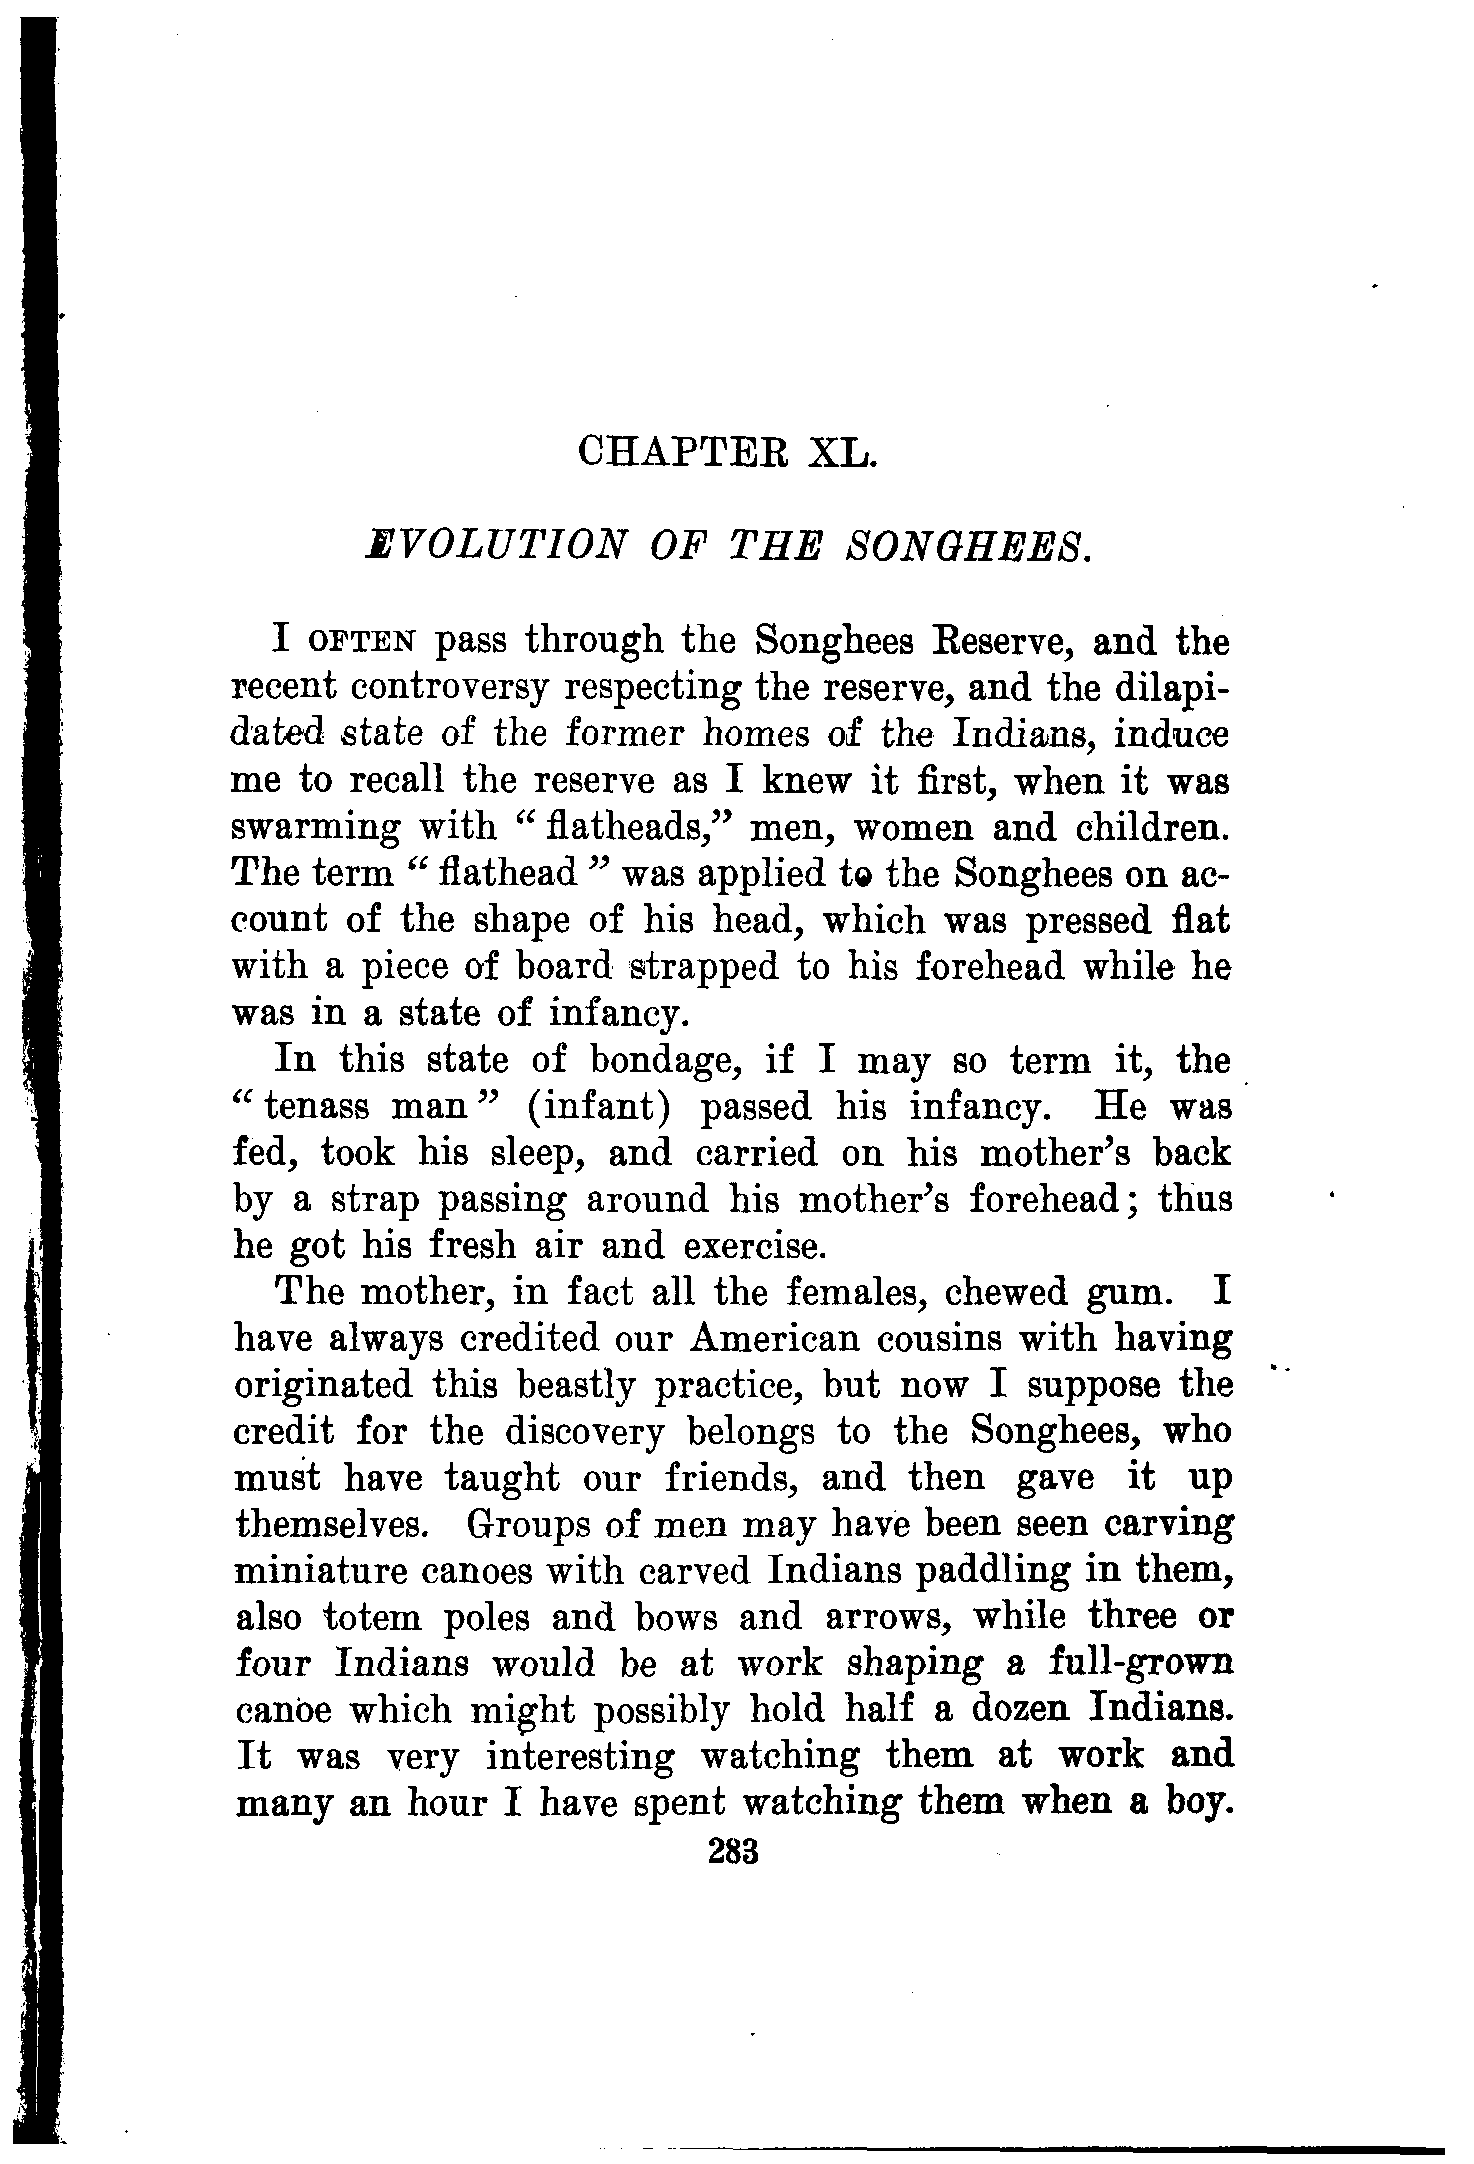 CHAPTER XL.
EVOLUTION OF THE SONGHEES.
I OFTEN pass through the Songhees Reserve, and the
recent controversy respecting the reserve, and the dilapi-
dated state of the former homes of the Indians, induce
me to recall the reserve as I knew it first, when it was
swarming with “ flatheads,” men, women and children.
The term “ flathead ” was applied to the Songhees on ac-
count of the shape of his head, which was pressed flat
with a piece of board strapped to his forehead while he
was in a state of infancy.
In this state of bondage, if I may so term it, the
“ tenass man ” (infant) passed his infancy. He was
fed, took his sleep, and carried on his mother’s back
by a strap passing around his mother’s forehead; thus
he got his fresh air and exercise.
The mother, in fact all the females, chewed gum. I
have always credited our American cousins with having
originated this beastly practice, but now I suppose the
credit for the discovery belongs to the Songhees, who
must have taught our friends, and then gave it up
themselves. Groups of men may have been seen carving
miniature canoes with carved Indians paddling in them,
also totem poles and bows and arrows, while three or
four Indians would be at work shaping a full-grown
canoe which might possibly hold half a dozen Indians.
It was very interesting watching them at work and
many an hour I have spent watching them when a boy.
283